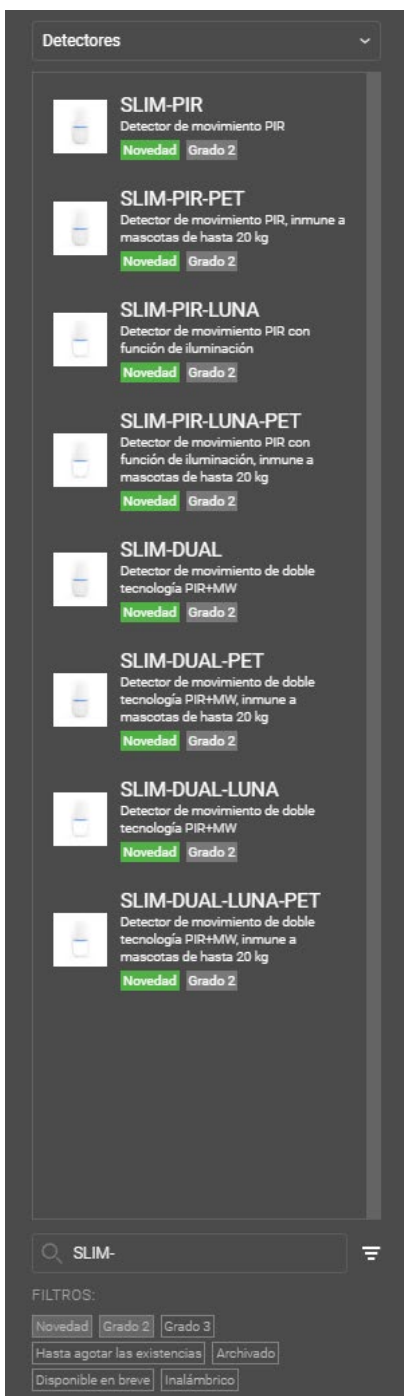 Detectores
SLIM-PIR
Detector de movimiento PIR
Novedad Grado 2
SLIM-PIR-PET
Detector de movimiento PIR, inmune a
mascotas de hasta 20 kg
Novedad Grado 2
SLIM-PIR-LUNA
Detector de movimiento PIR con
función de iluminación
Novedad Grado 2
SLIM-PIR-LUNA-PET
Detector de movimiento PIR con
función de iluminación, inmune a
mascotas de hasta 20 kg
Novedad Grado 2
SLIM-DUAL
Detector de movimiento de doble
tecnología PIR+MW
Novedad Grado 2
SLIM-DUAL-PET
Detector de movimiento de doble
tecnología PIR+MW, inmune a
mascotas de hasta 20 kg
Novedad Grado 2
SLIM-DUAL-LUNA
Detector de movimiento de doble
tecnología PIR+MW
Novedad Grado 2
SLIM-DUAL-LUNA-PET
Detector de movimiento de doble
tecnología PIR+MW, inmune a
mascotas de hasta 20 kg
Novedad Grado 2
SLIM-
FILTROS:
Novedad Grado 2 Grado 3
Hasta agotar las existencias Archivado
Disponible en breve Inalámbrico